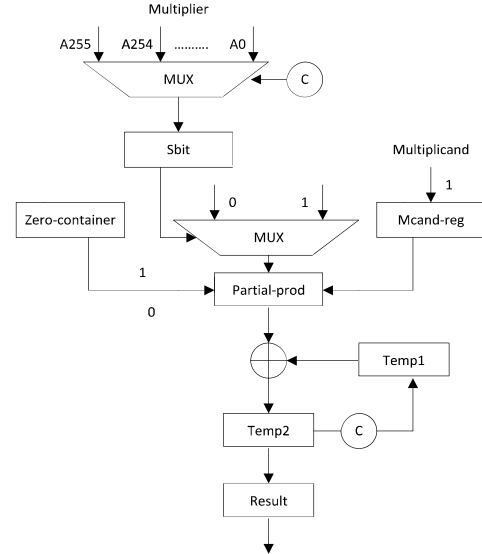 Multiplier
A255 A254 .......... A0
MUX
C
Sbit
Multiplicand
0 1
1
Zero-container
Mcand-reg
MUX
1
Partial-prod
0
Temp1
Temp2
C
Result